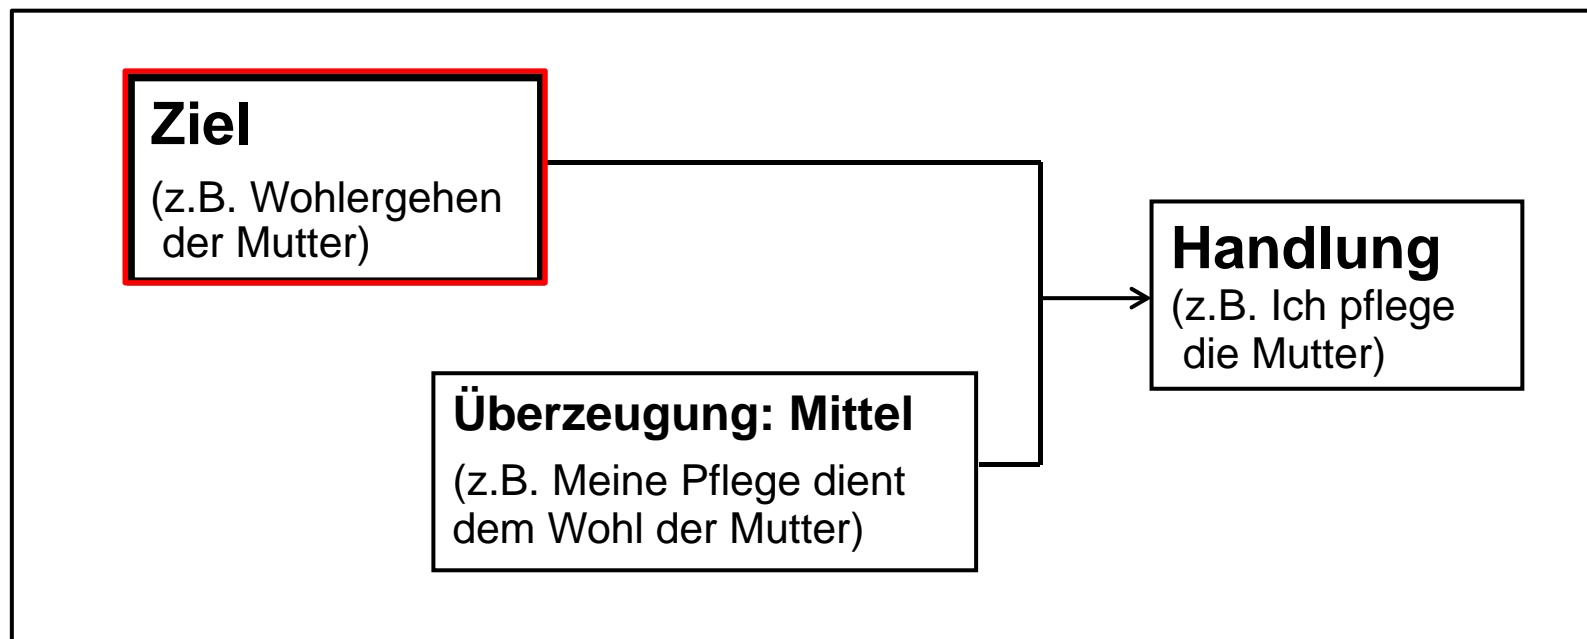 Ziel
(z.B. Wohlergehen
der Mutter)
Handlung
(z.B. Ich pflege
die Mutter)
Überzeugung: Mittel
(z.B. Meine Pflege dient
dem Wohl der Mutter)